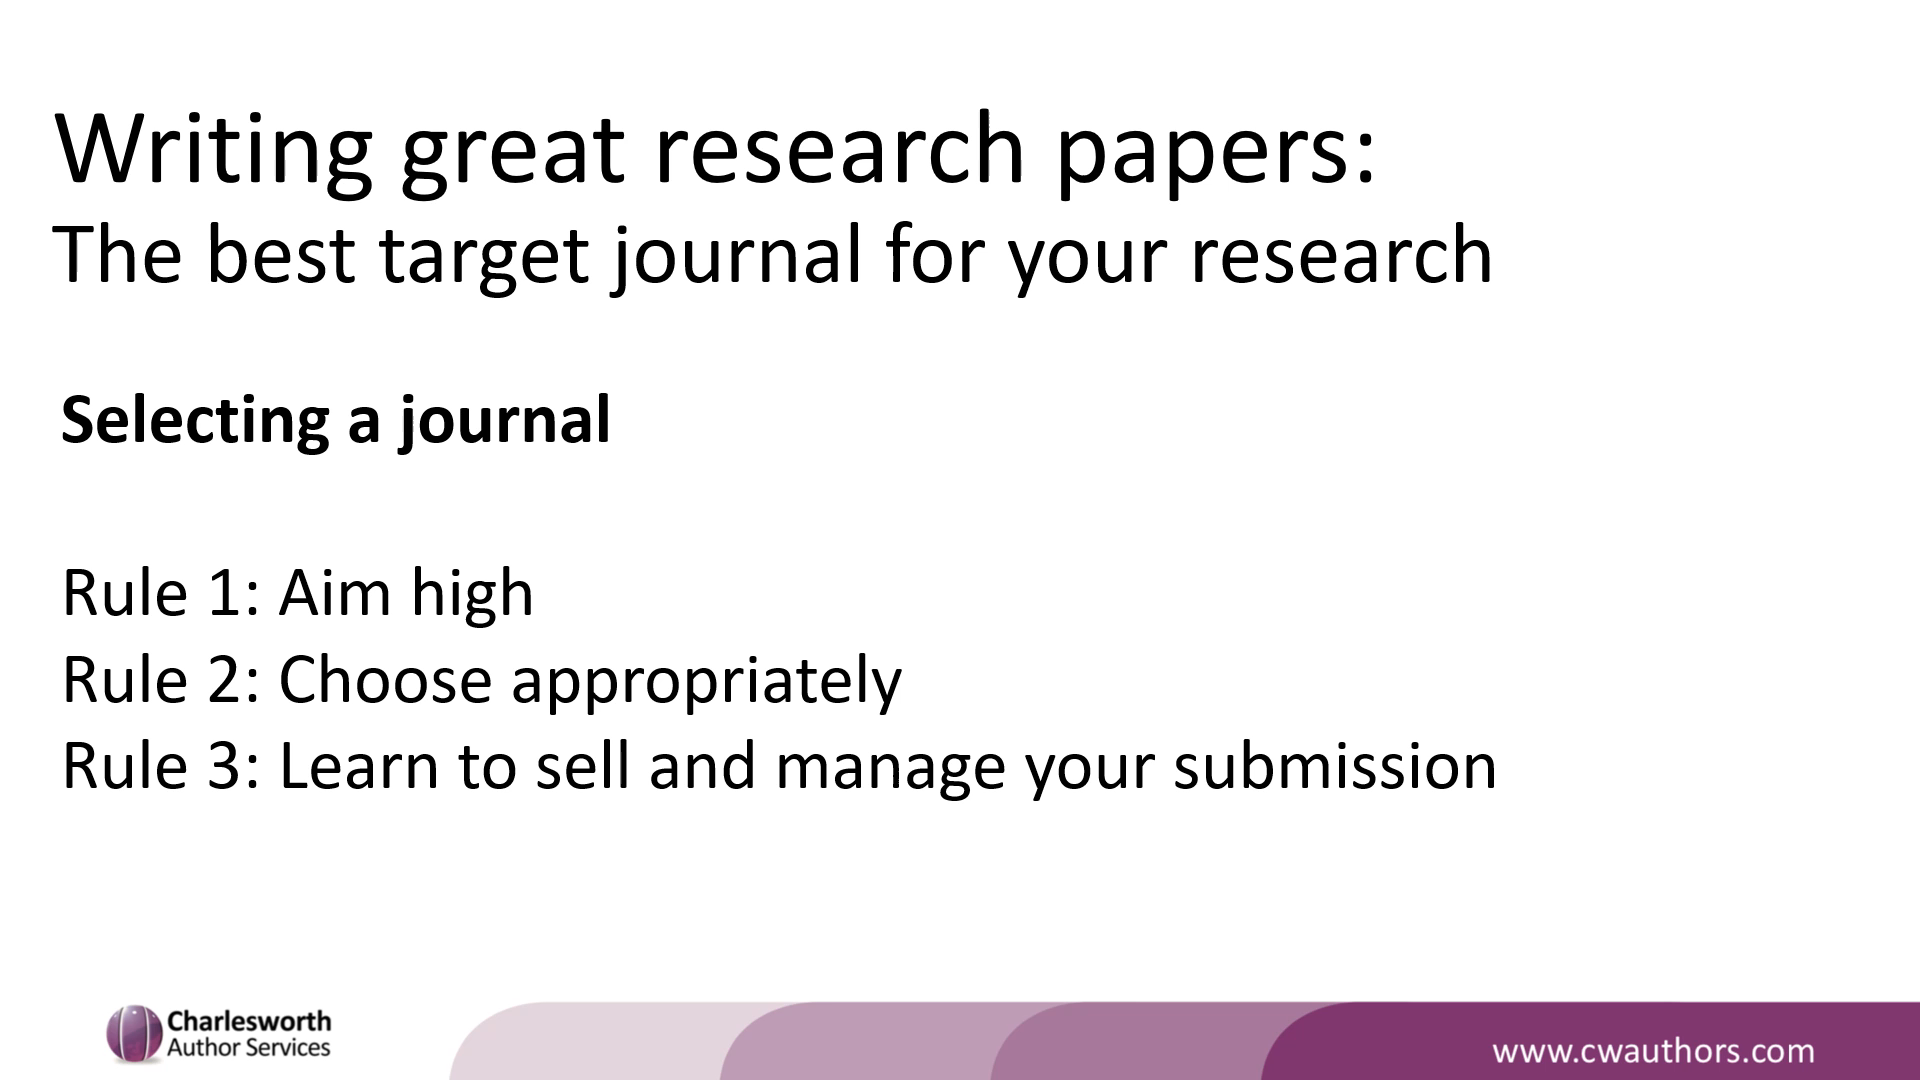 Writing great research papers:
The best target journal for your research
Selecting a journal
Rule 1: Aim high
Rule 2: Choose appropriately
Rule 3: Learn to sell and manage your submission
Charlesworth
Author Services
www.cwauthors.com